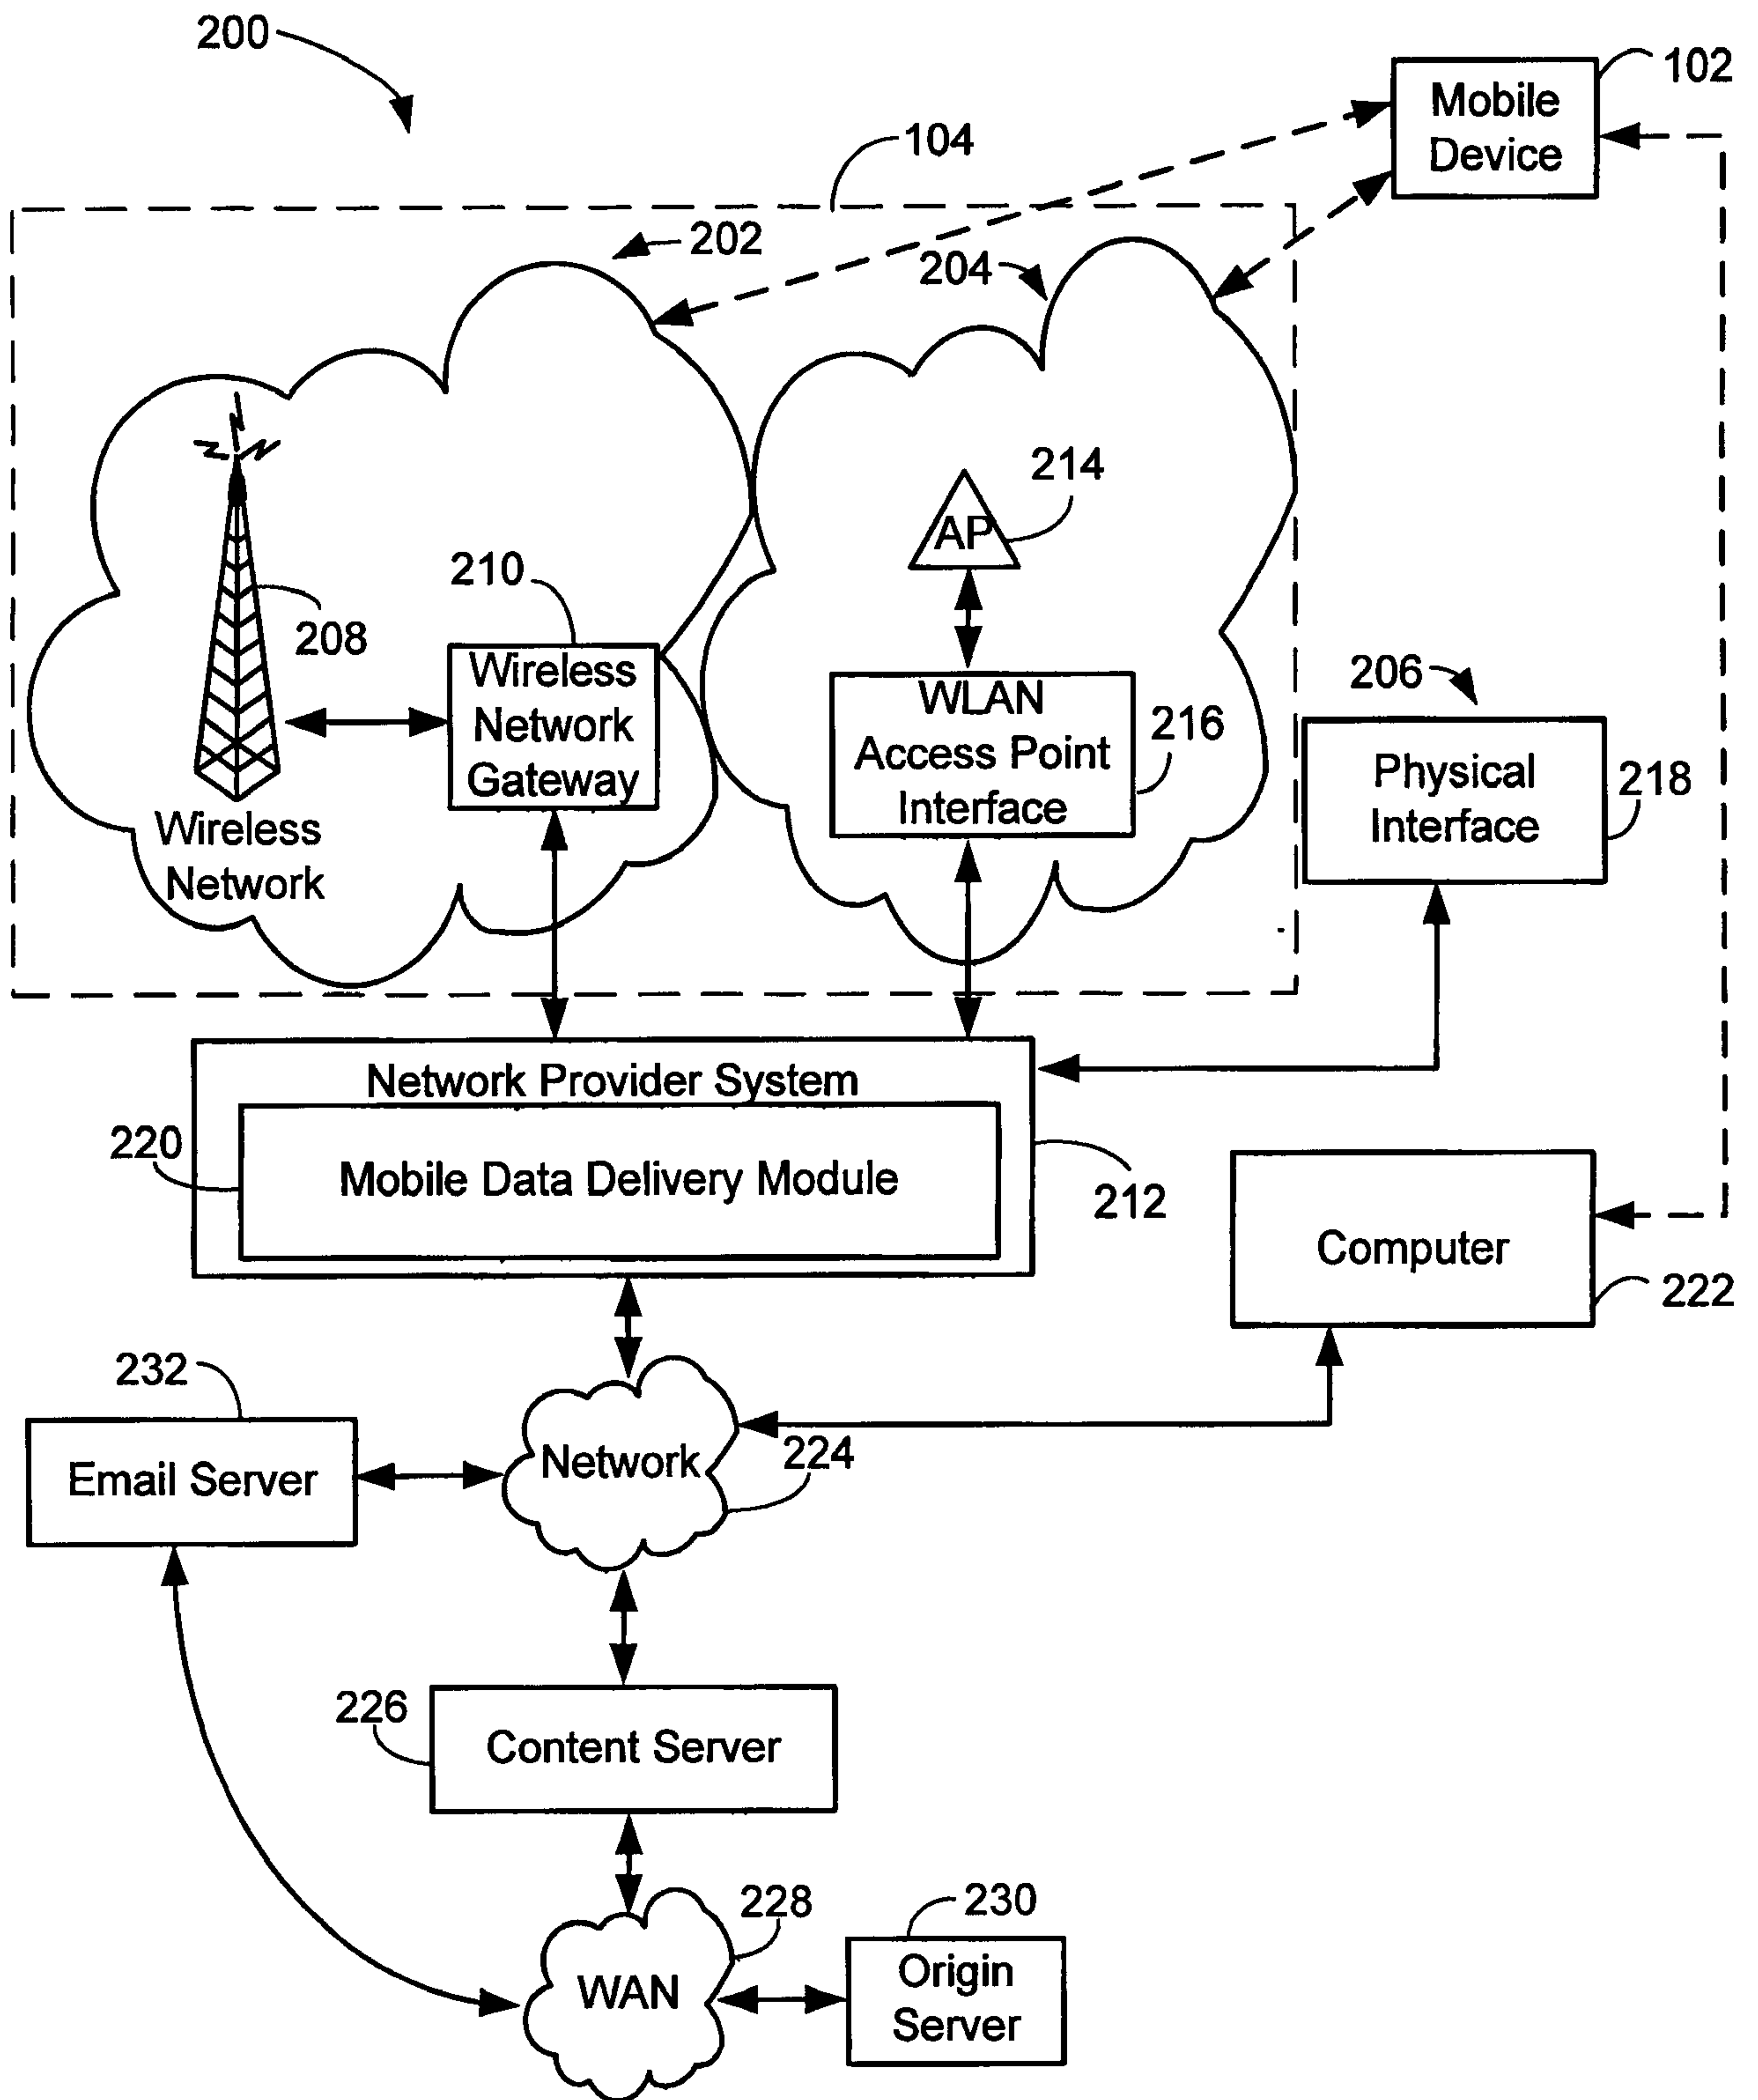 200
102
Mobile
Device
104
202
204
214
AP
210
208
Wireless
Network
Gateway
WLAN
Access Point
Interface
216
206
Physical
Interface
218
Wireless
Network
Network Provider System
220
Mobile Data Delivery Module
212
Computer
222
232
Email Server
Network
224
226
Content Server
228
230
WAN
Origin
Server